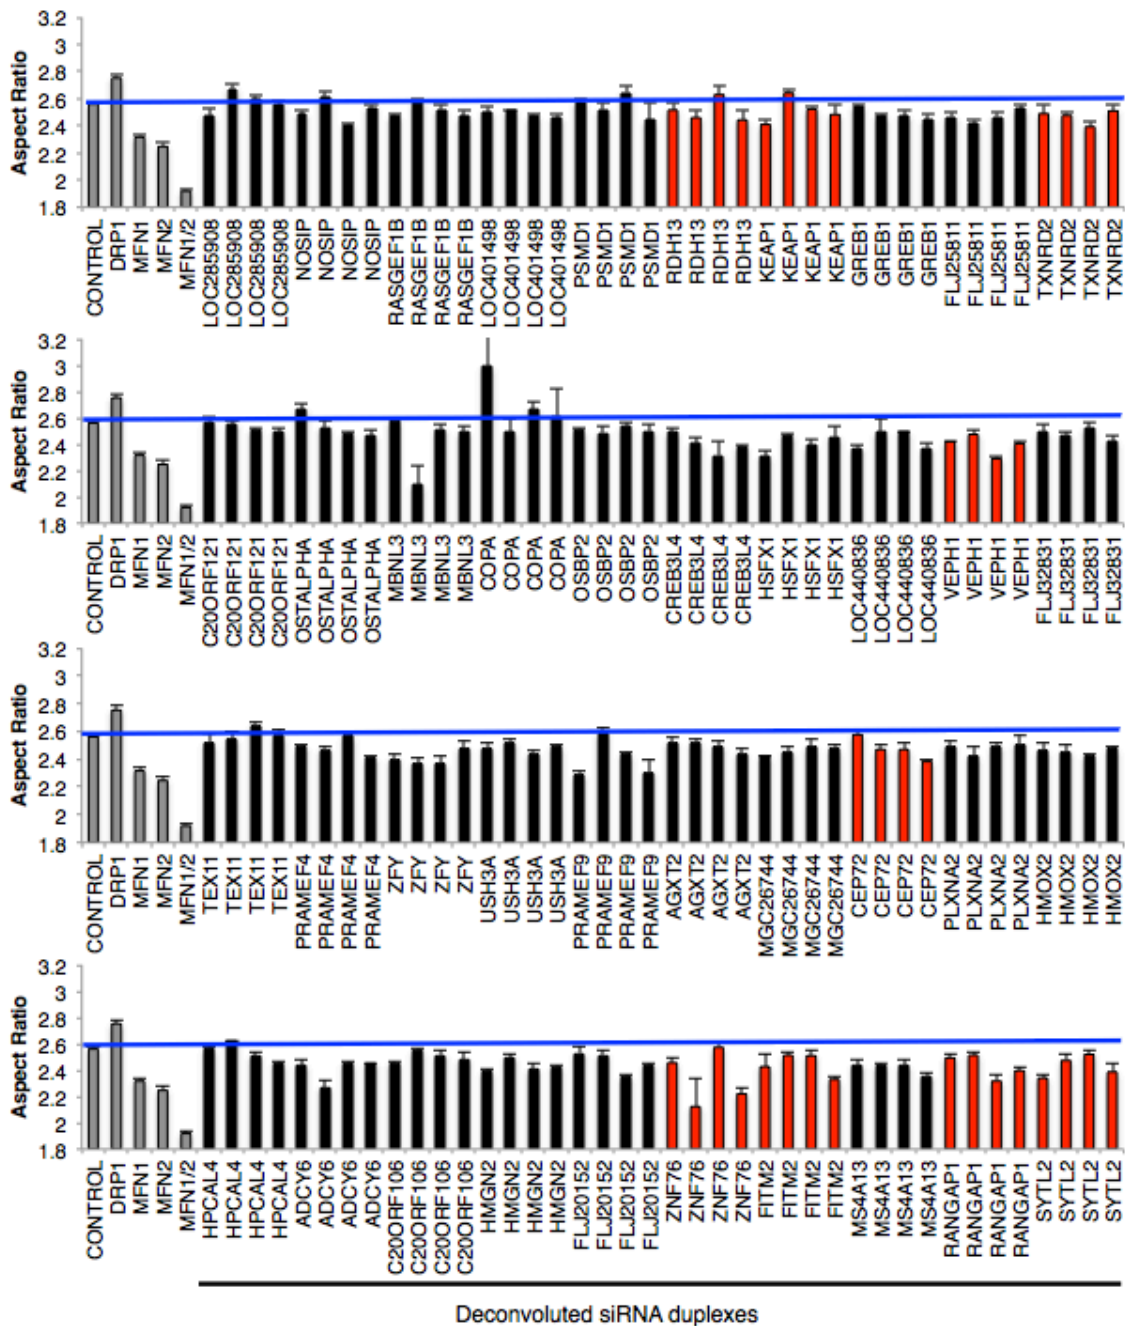 3.2
3
2.8
2.6
2.4
2.2
2
1.8
Aspect Ratio
CONTROL
DRP1
MFN1
MFN2
MFN1/2
LOC285908
LOC285908
LOC285908
LOC285908
NOSIP
NOSIP
NOSIP
NOSIP
RASGEF1B
RASGEF1B
RASGEF1B
RASGEF1B
LOC401498
LOC401498
LOC401498
LOC401498
PSMD1
PSMD1
PSMD1
PSMD1
RDH13
RDH13
RDH13
RDH13
KEAP1
KEAP1
KEAP1
KEAP1
GREB1
GREB1
GREB1
GREB1
FLJ25811
FLJ25811
FLJ25811
FLJ25811
TXNRD2
TXNRD2
TXNRD2
TXNRD2
3.2
3
2.8
2.6
2.4
2.2
2
1.8
Aspect Ratio
CONTROL
DRP1
MFN1
MFN2
MFN1/2
C20ORF121
C20ORF121
C20ORF121
C20ORF121
OSTALPHA
OSTALPHA
OSTALPHA
OSTALPHA
MBNL3
MBNL3
MBNL3
MBNL3
COPA
COPA
COPA
COPA
OSBP2
OSBP2
OSBP2
OSBP2
CREB3L4
CREB3L4
CREB3L4
CREB3L4
HSFX1
HSFX1
HSFX1
HSFX1
LOC440836
LOC440836
LOC440836
LOC440836
VEPH1
VEPH1
VEPH1
VEPH1
FLJ32831
FLJ32831
FLJ32831
FLJ32831
3.2
3
2.8
2.6
2.4
2.2
2
1.8
Aspect Ratio
CONTROL
DRP1
MFN1
MFN2
MFN1/2
TEX11
TEX11
TEX11
TEX11
PRAMEF4
PRAMEF4
PRAMEF4
PRAMEF4
ZFY
ZFY
ZFY
ZFY
USH3A
USH3A
USH3A
USH3A
PRAMEF9
PRAMEF9
PRAMEF9
PRAMEF9
AGXT2
AGXT2
AGXT2
AGXT2
MGC26744
MGC26744
MGC26744
MGC26744
CEP72
CEP72
CEP72
CEP72
PLXNA2
PLXNA2
PLXNA2
PLXNA2
HMOX2
HMOX2
HMOX2
HMOX2
3.2
3
2.8
2.6
2.4
2.2
2
1.8
Aspect Ratio
CONTROL
DRP1
MFN1
MFN2
MFN1/2
HPCAL4
HPCAL4
HPCAL4
HPCAL4
ADCY6
ADCY6
ADCY6
ADCY6
C20ORF106
C20ORF106
C20ORF106
C20ORF106
HMGN2
HMGN2
HMGN2
HMGN2
FLJ20152
FLJ20152
FLJ20152
FLJ20152
ZNF76
ZNF76
ZNF76
ZNF76
FITM2
FITM2
FITM2
FITM2
MS4A13
MS4A13
MS4A13
MS4A13
RANGAP1
RANGAP1
RANGAP1
RANGAP1
SYTL2
SYTL2
SYTL2
SYTL2
Deconvoluted siRNA duplexes